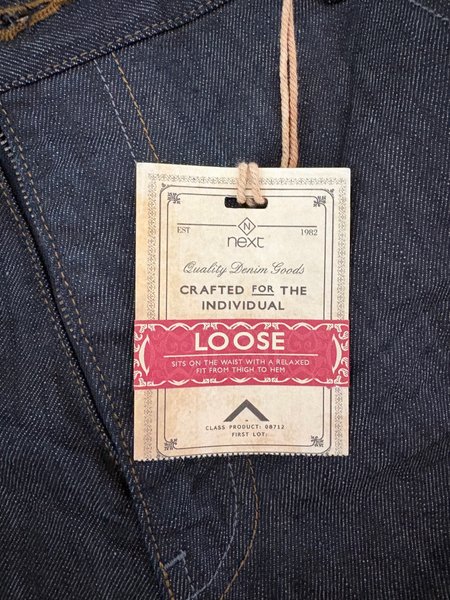 N
EST 1982
next
Quality Denim Goods
CRAFTED FOR THE
INDIVIDUAL
LOOSE
SITS ON THE WAIST WITH A RELAXED
FIT FROM THIGH TO HEM
CLASS PRODUCT: 08712
FIRST LOT: